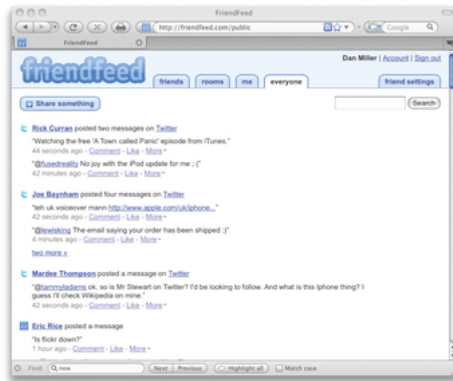 FriendFeed
http://friendfeed.com/public
Google
FriendFeed
Dan Miller | Account | Sign out
friendfeed
friends rooms me everyone friend settings
Share something
Search
Rick Curran posted two messages on Twitter
"Watching the free 'A Town called Panic' episode from iTunes."
44 seconds ago - Comment - Like - More
"@fusedreality No joy with the iPod update for me ; ("
42 minutes ago - Comment - Like - More
Joe Baynham posted four messages on Twitter
"teh uk voiceover mann http://www.apple.com/uk/iphone..."
42 seconds ago - Comment - Like - More
"@lewisking The email saying your order has been shipped :)"
4 minutes ago - Comment - Like - More
two more »
Mardee Thompson posted a message on Twitter
"@tammyladams ok, so is Mr Stewart on Twitter? I'd be looking to follow. And what is this Iphone thing? I
guess I'll check Wikipedia on mine."
42 seconds ago - Comment - Like - More
Eric Rice posted a message
"Is flickr down?"
1 hour ago - Comment - Like - More
Find: new Next Previous Highlight all Match case